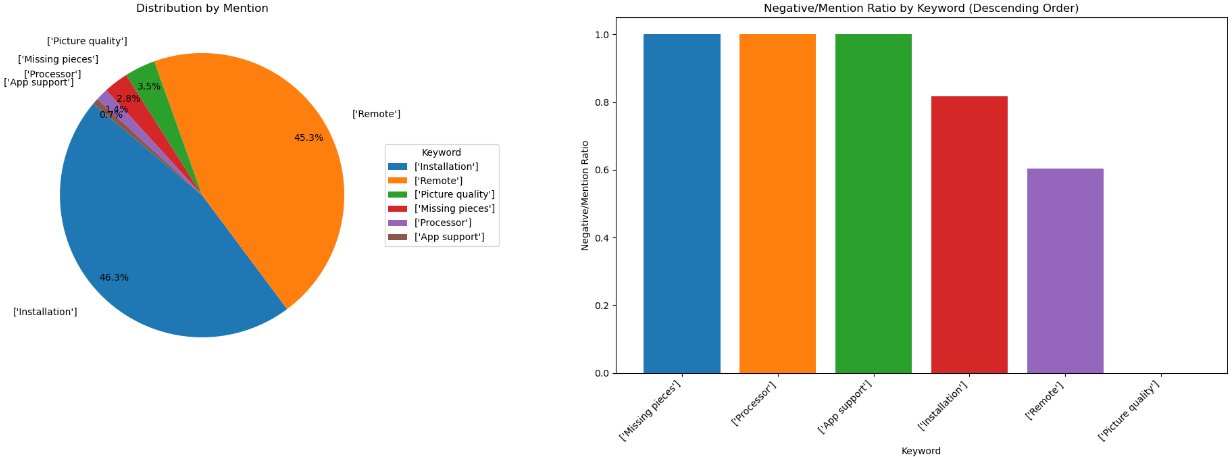 Distribution by Mention
['Picture quality']
['Missing pieces']
['Processor']
['App support']
3.5%
2.8%
1.4%
0.7%
['Remote']
45.3%
46.3%
['Installation']
Keyword
['Installation']
['Remote']
['Picture quality']
['Missing pieces']
['Processor']
['App support']
Negative/Mention Ratio by Keyword (Descending Order)
Negative/Mention Ratio
1.0
0.8
0.6
0.4
0.2
0.0
['Missing pieces']
['Processor']
['App support']
['Installation']
['Remote']
['Picture quality']
Keyword